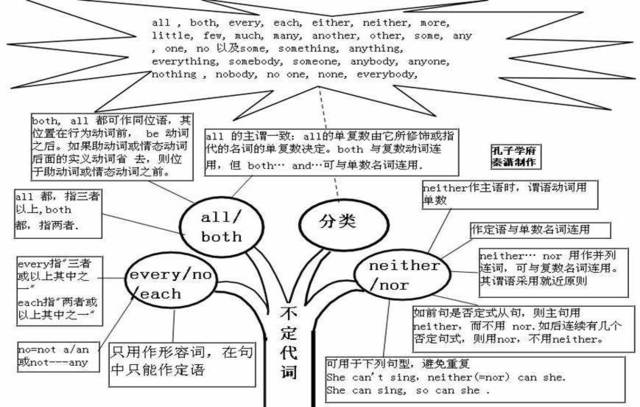 all , both, every, each, either, neither, more,
little, few, much, many, another, other, some, any
, one, no 以及some, something, anything,
everything, somebody, someone, anybody, anyone,
nothing , nobody, no one, none, everybody,
both, all 都可作同位语，其
位置在行为动词前， be 动词
之后。如果助动词或情态动词
后面的实义动词省 去，则位
于助动词或情态动词之前。
all 的主谓一致：all的单复数由它所修饰或指
代的名词的单复数决定。both 与复数动词连
用，但 both… and…可与单数名词连用.
孔子学府
秦潇制作
neither作主语时，谓语动词用
单数
all 都，指三者
以上,both
都，指两者.
all/
both
分类
作定语与单数名词连用
neither… nor 用作并列
连词，可与复数名词连用。
其谓语采用就近原则
every指"三者
或以上其中之
一"
each指"两者或
以上其中之一"
every/no
/each
neither
/nor
不定代词
如前句是否定式从句，则主句用
neither，而不用 nor.如后连续有几个
否定句式，则用nor，不用neither。
no=not a/an
或not---any
只用作形容词，在句
中只能作定语
可用于下列句型，避免重复
She can't sing, neither(=nor) can she.
She can sing, so can she .